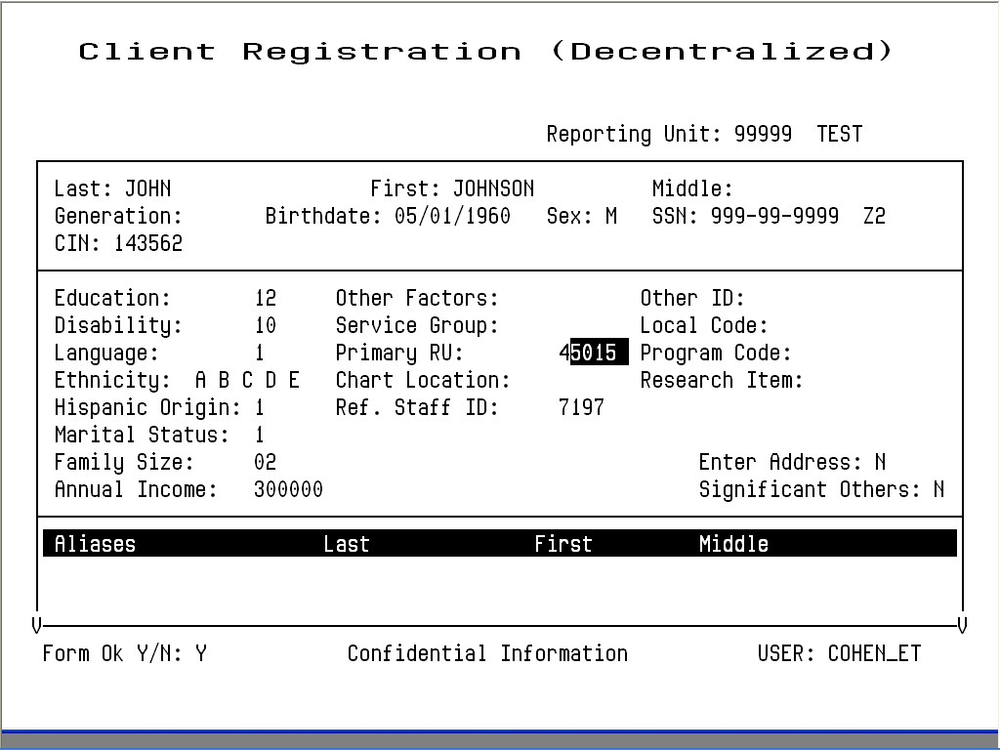 Client Registration (Decentralized)
Reporting Unit: 99999 TEST
Last: JOHN First: JOHNSON Middle:
Generation: Birthdate: 05/01/1960 Sex: M SSN: 999-99-9999 Z2
CIN: 143562
Education: 12 Other Factors: Other ID:
Disability: 10 Service Group: Local Code:
Language: 1 Primary RU: 45015 Program Code:
Ethnicity: A B C D E Chart Location: Research Item:
Hispanic Origin: 1 Ref. Staff ID: 7197
Marital Status: 1
Family Size: 02 Enter Address: N
Annual Income: 300000 Significant Others: N
Aliases Last First Middle
V V
Form Ok Y/N: Y Confidential Information USER: COHEN_ET